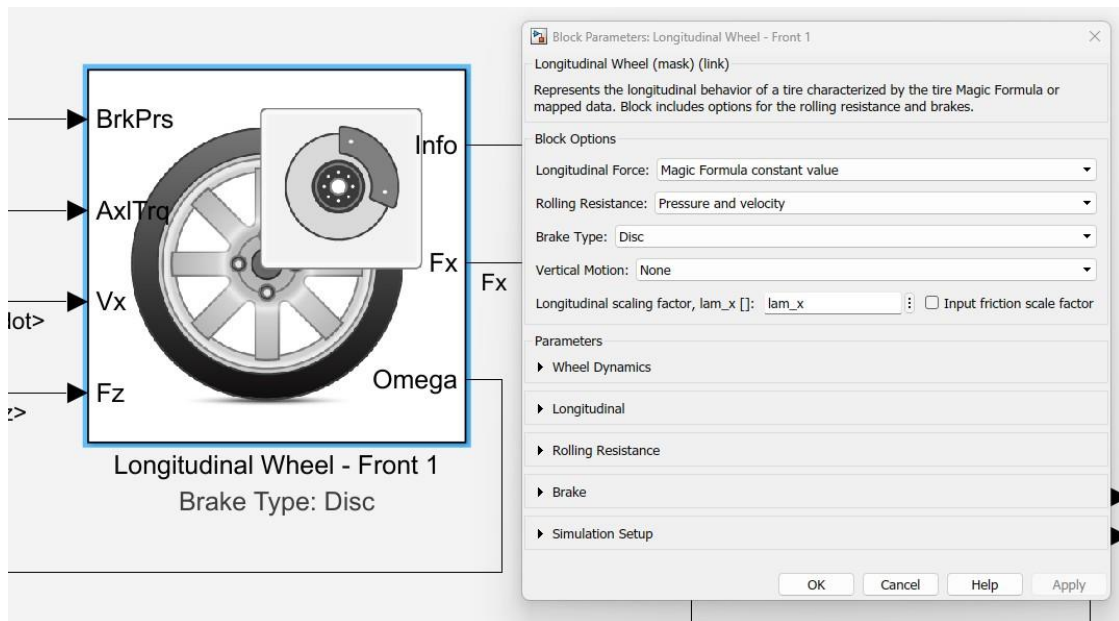 BrkPrs
AxlTrq
Vx
lot>
Fz
z>
Info
Fx
Fx
Omega
Longitudinal Wheel - Front 1
Brake Type: Disc
Block Parameters: Longitudinal Wheel - Front 1
Longitudinal Wheel (mask) (link)
Represents the longitudinal behavior of a tire characterized by the tire Magic Formula or
mapped data. Block includes options for the rolling resistance and brakes.
Block Options
Longitudinal Force: Magic Formula constant value
Rolling Resistance: Pressure and velocity
Brake Type: Disc
Vertical Motion: None
Longitudinal scaling factor, lam_x []: lam_x Input friction scale factor
Parameters
Wheel Dynamics
Longitudinal
Rolling Resistance
Brake
Simulation Setup
OK Cancel Help Apply